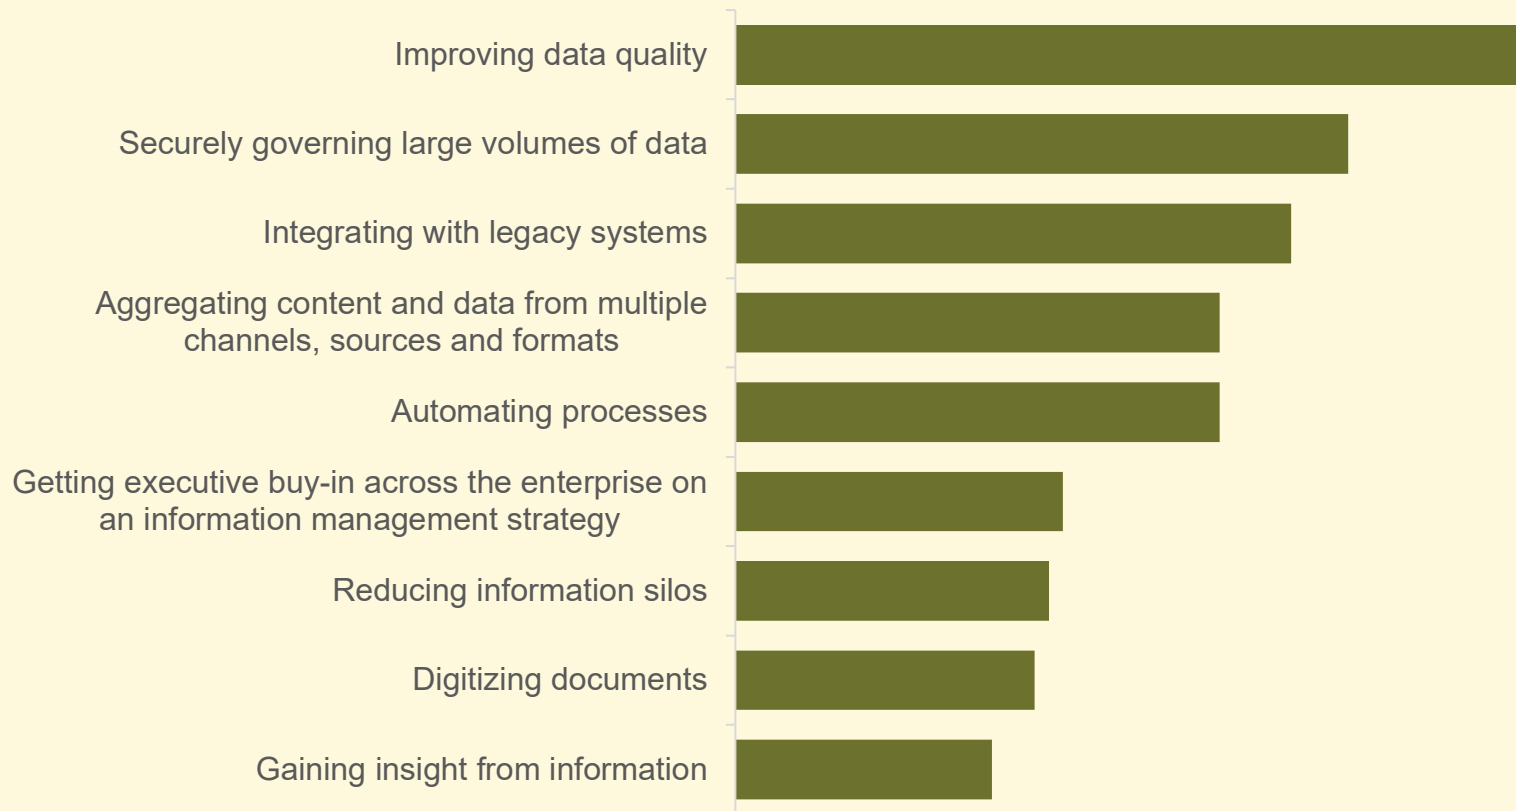 Improving data quality
Securely governing large volumes of data
Integrating with legacy systems
Aggregating content and data from multiple
channels, sources and formats
Automating processes
Getting executive buy-in across the enterprise on
an information management strategy
Reducing information silos
Digitizing documents
Gaining insight from information